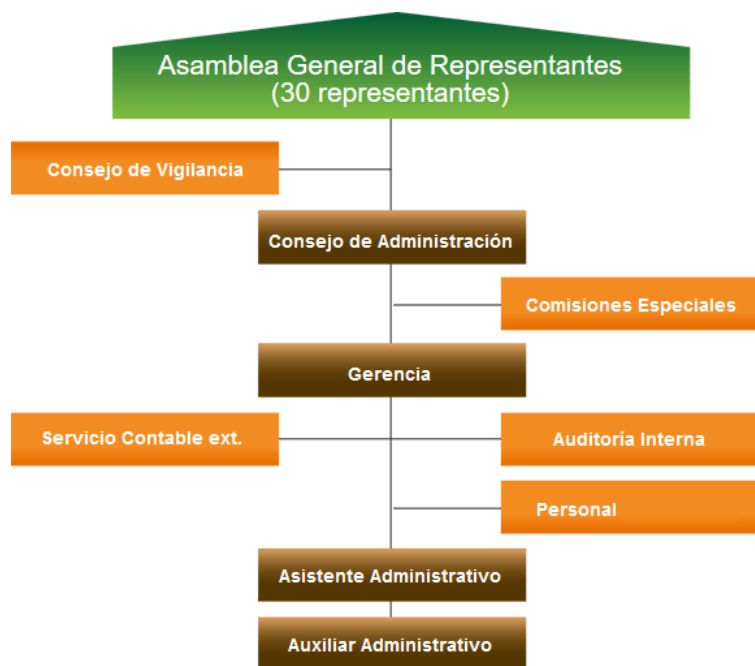 Asamblea General de Representantes
(30 representantes)
Consejo de Vigilancia
Consejo de Administración
Comisiones Especiales
Gerencia
Servicio Contable ext.
Auditoría Interna
Personal
Asistente Administrativo
Auxiliar Administrativo